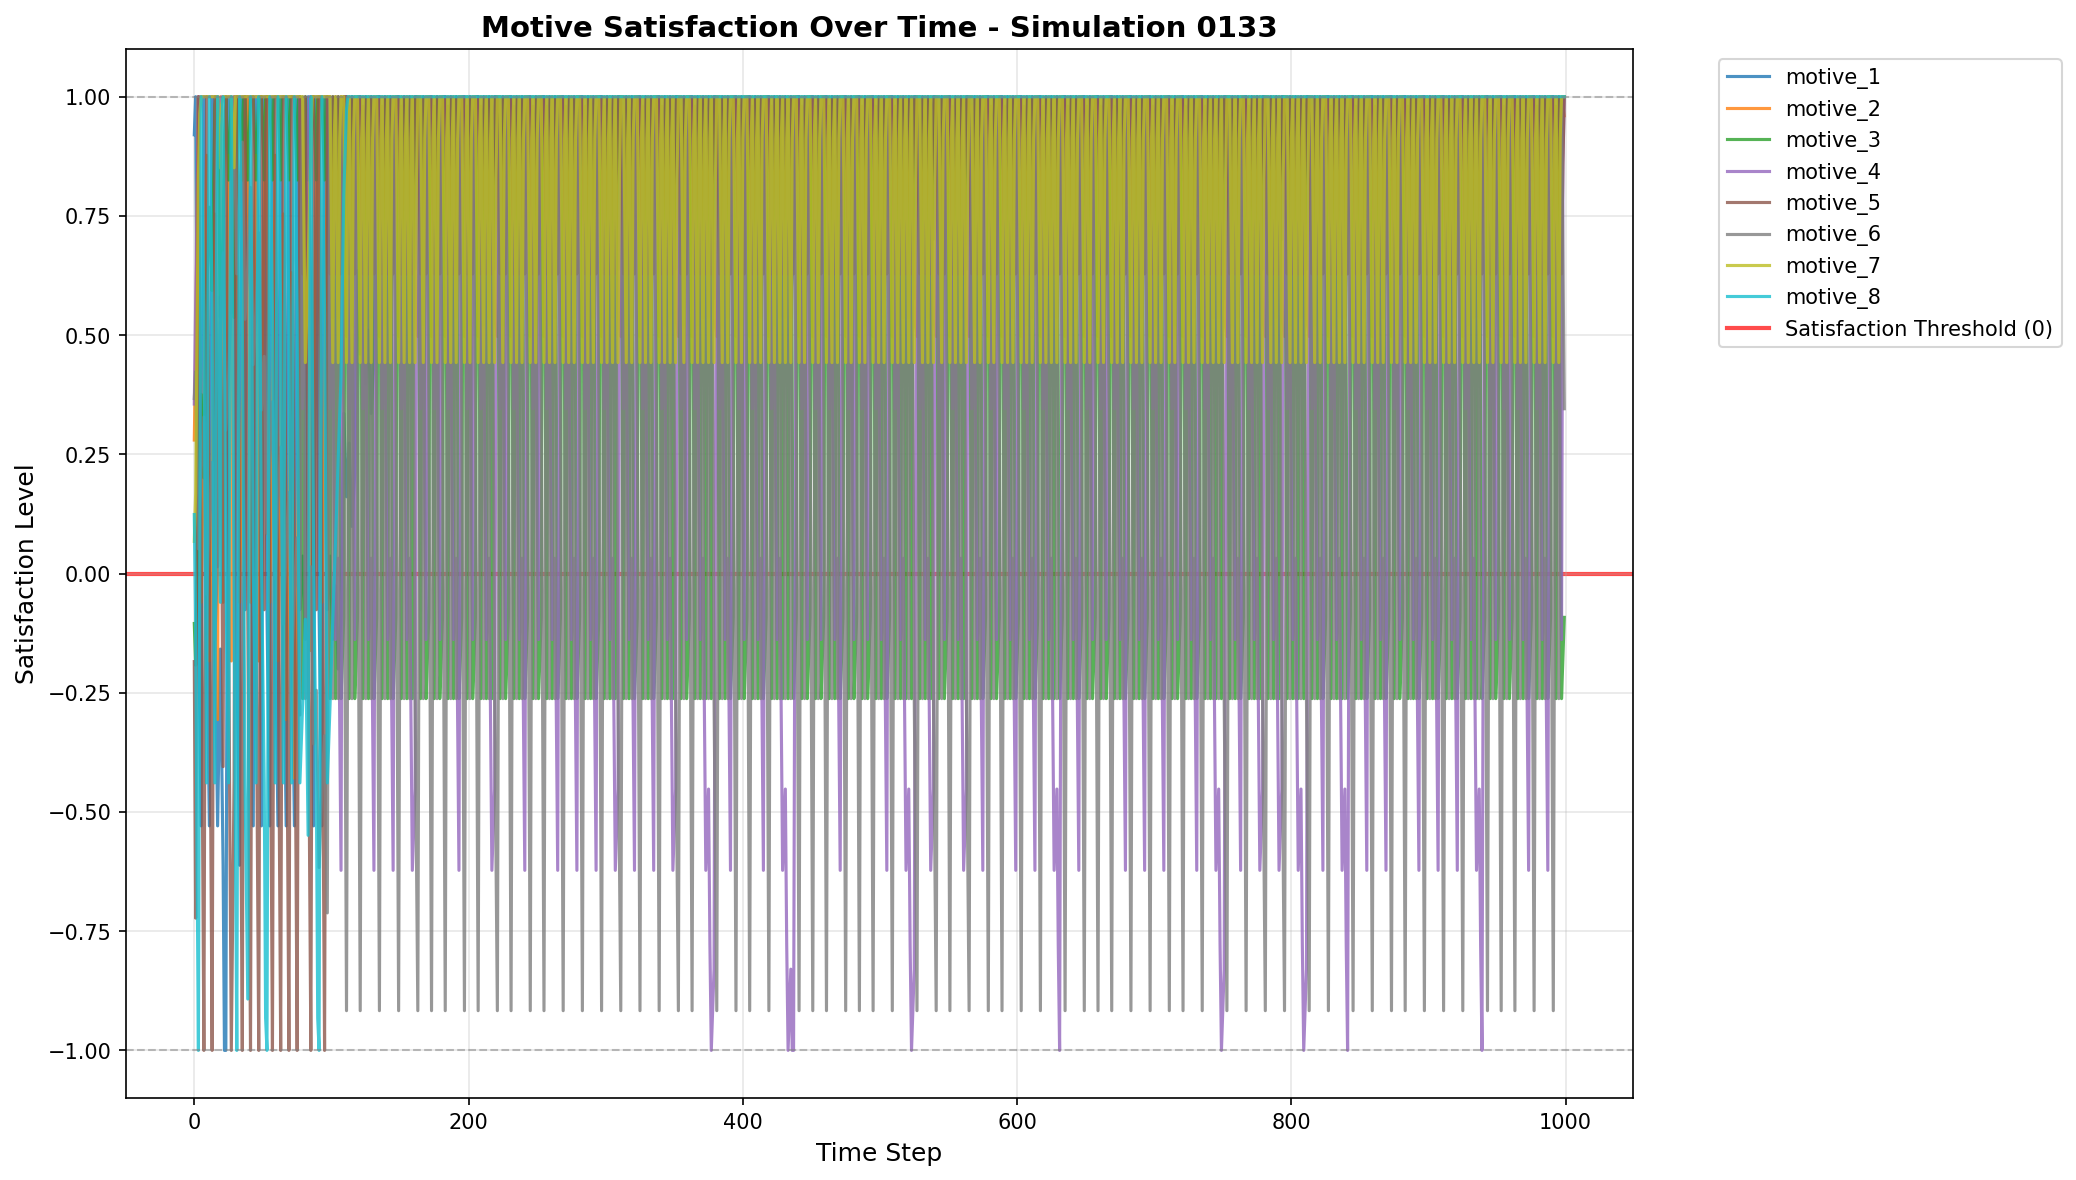 Motive Satisfaction Over Time - Simulation 0133
1.00
0.75
0.50
0.25
0.00
−0.25
−0.50
−0.75
−1.00
Satisfaction Level
0
200
400
600
800
1000
Time Step
motive_1
motive_2
motive_3
motive_4
motive_5
motive_6
motive_7
motive_8
Satisfaction Threshold (0)